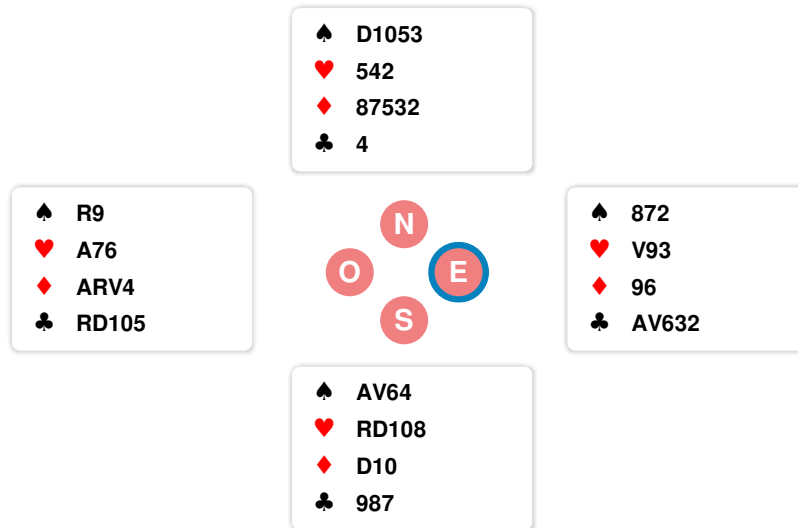 ♠ D1053
♥ 542
♦ 87532
♣ 4
♠ R9
♥ A76
♦ ARV4
♣ RD105
N
O
E
S
♠ 872
♥ V93
♦ 96
♣ AV632
♠ AV64
♥ RD108
♦ D10
♣ 987